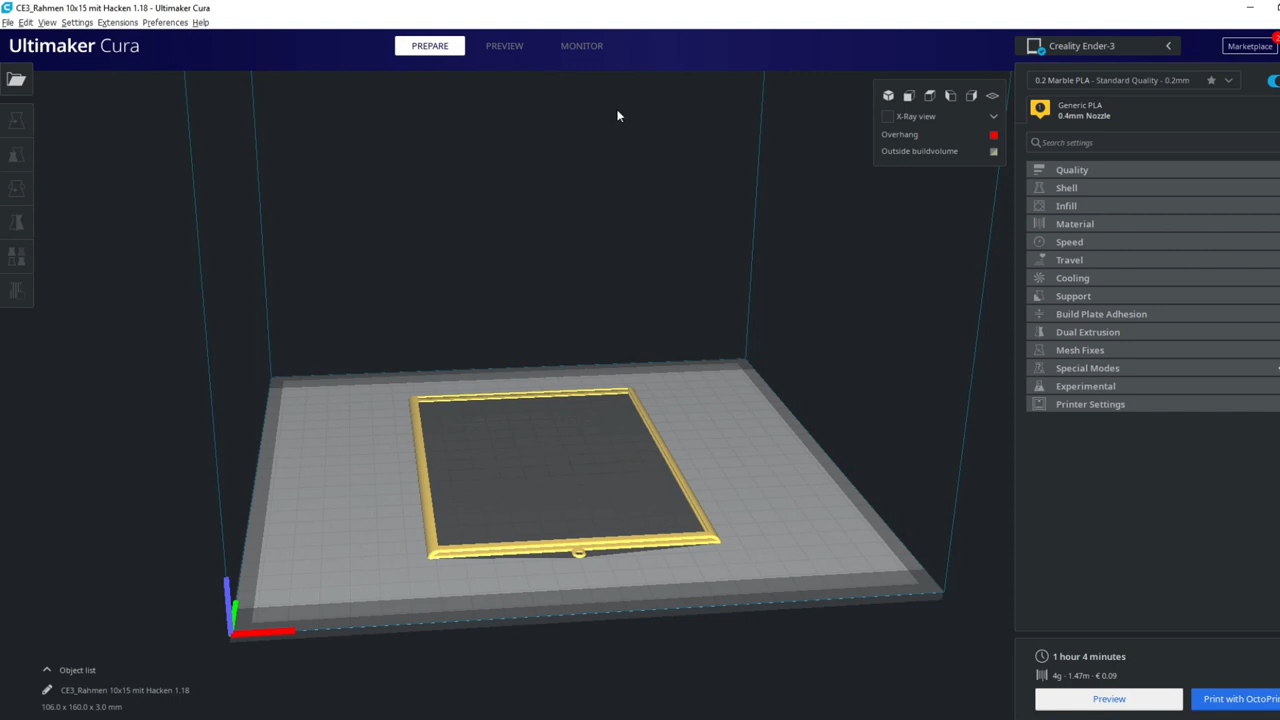 CE3_Rahmen 10x15 mit Hacken 1.18 - Ultimaker Cura
File Edit View Settings Extensions Preferences Help
Ultimaker Cura
PREPARE
PREVIEW
MONITOR
Creality Ender-3
Marketplace
0.2 Marble PLA - Standard Quality - 0.2mm
Generic PLA
0.4mm Nozzle
X-Ray view
Overhang
Outside buildvolume
Search settings
Quality
Shell
Infill
Material
Speed
Travel
Cooling
Support
Build Plate Adhesion
Dual Extrusion
Mesh Fixes
Special Modes
Experimental
Printer Settings
Object list
CE3_Rahmen 10x15 mit Hacken 1.18
106.0 x 160.0 x 3.0 mm
1 hour 4 minutes
4g · 1.47m · € 0.09
Preview
Print with OctoPri